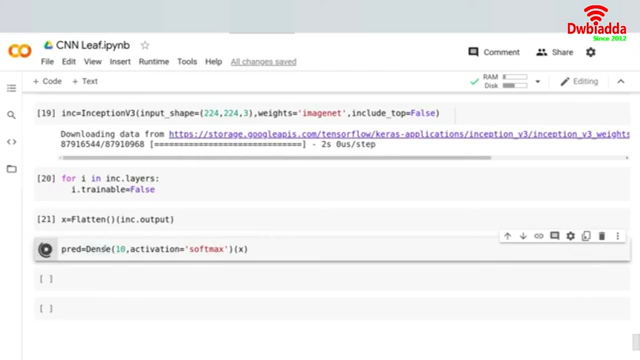 Dwbiadda
Since 2012
CNN Leaf.ipynb
Comment
Share
File Edit View Insert Runtime Tools Help All changes saved
+ Code + Text
RAM
Disk
Editing
[19] inc=InceptionV3(input_shape=(224,224,3),weights='imagenet',include_top=False)
Downloading data from https://storage.googleapis.com/tensorflow/keras-applications/inception_v3/inception_v3_weights
87916544/87910968 [==============================] - 2s 0us/step
[20] for i in inc.layers:
i.trainable=False
[21] x=Flatten()(inc.output)
pred=Dense(10,activation='softmax')(x)
[ ]
[ ]